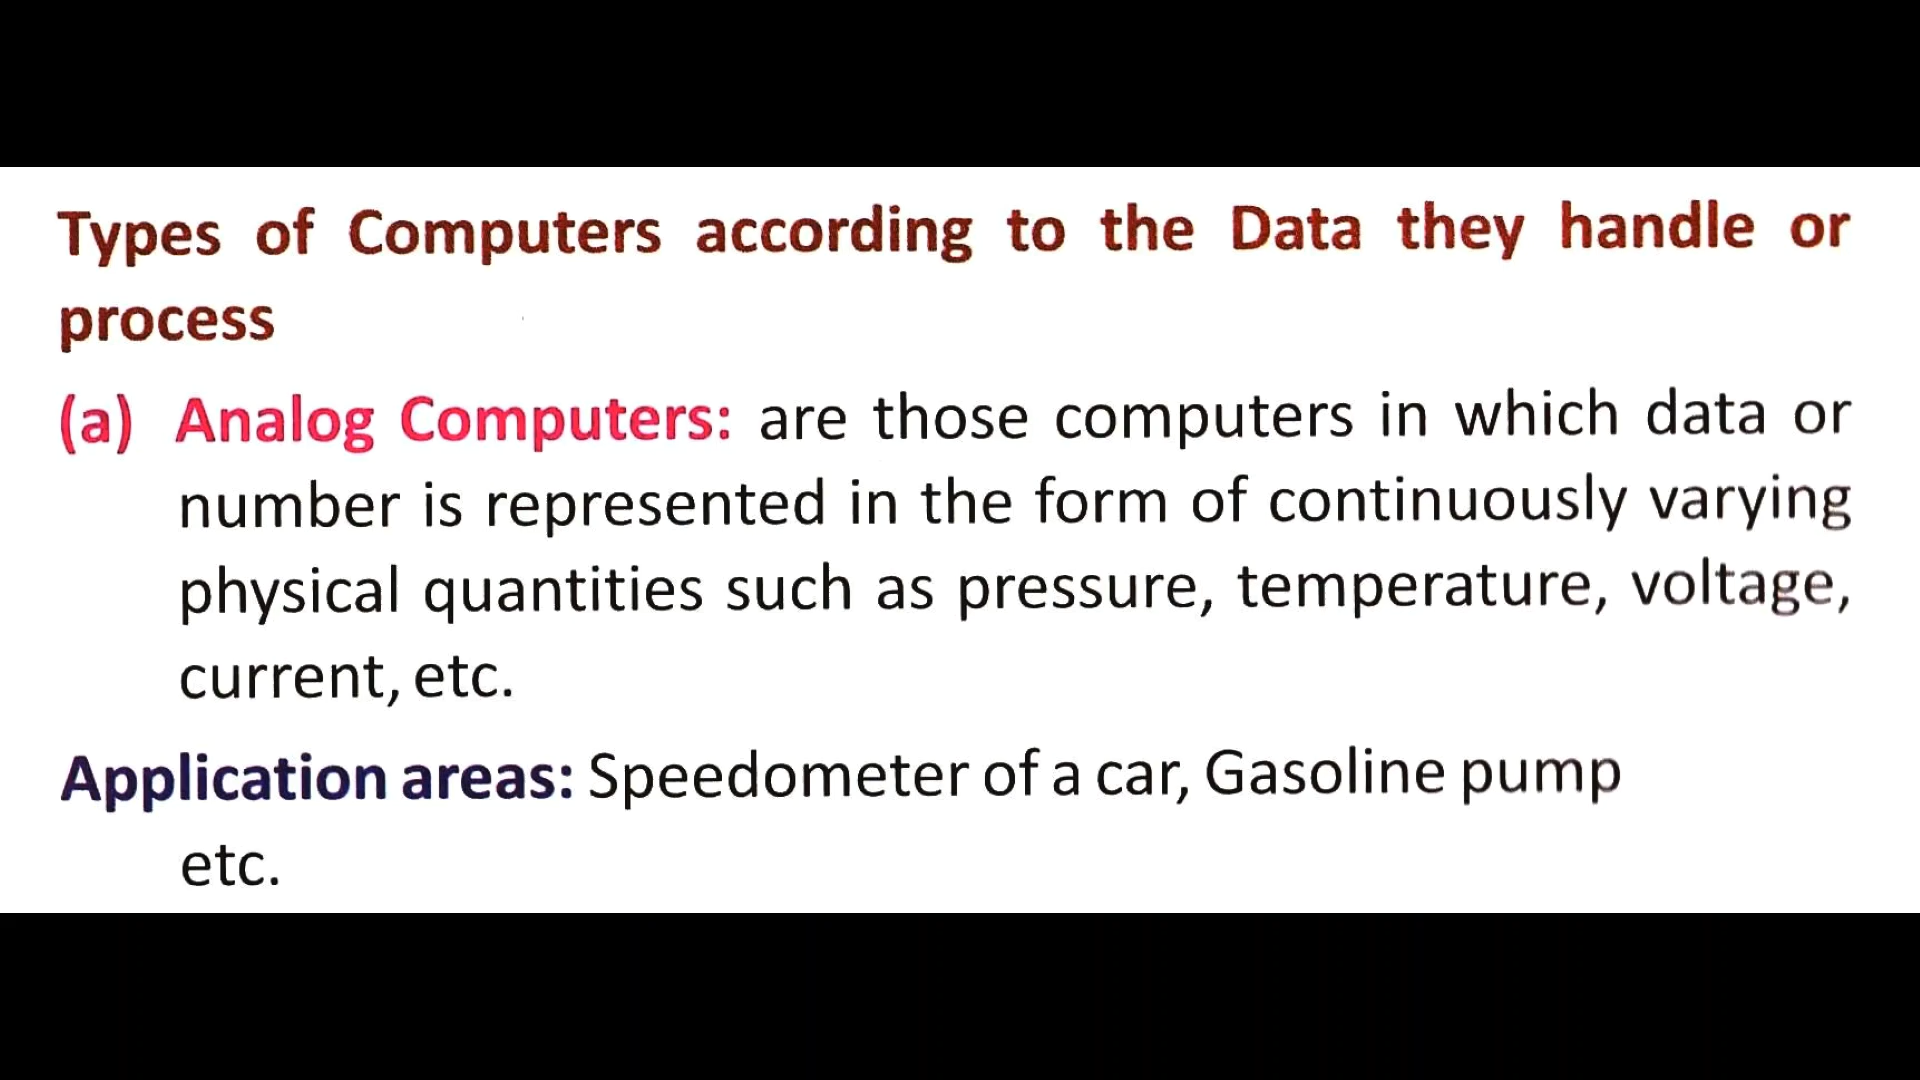 Types of Computers according to the Data they handle or
process
(a) Analog Computers: are those computers in which data or
number is represented in the form of continuously varying
physical quantities such as pressure, temperature, voltage,
current, etc.
Application areas: Speedometer of a car, Gasoline pump
etc.